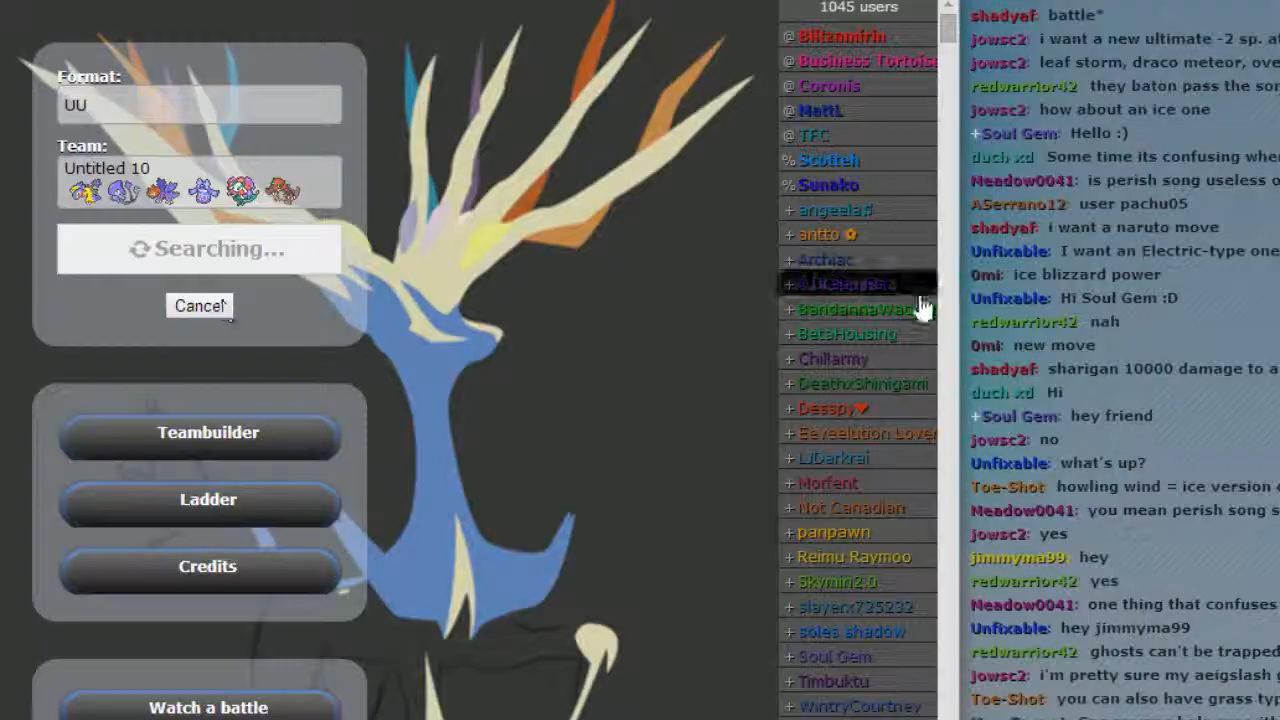 Format:
UU
Team:
Untitled 10
Searching...
Cancel
Teambuilder
Ladder
Credits
Watch a battle
1045 users
@ Blitzamirin
@ Business Tortoise
@ Coronis
@ MattL
@ TFC
% Scotteh
% Sunako
+ angeela♫
+ antto ✿
+ Archiac
+ BandannaWad
+ BetaHousing
+ Chillarmy
+ DeathxShinigami
+ Desspy♥
+ Eeveelution Lover
+ LJDarkrai
+ Morfent
+ Not Canadian
+ panpawn
+ Reimu Raymoo
+ Skymin2.0
+ slayerx725232
+ soles shadow
+ Soul Gem
+ Timbuktu
+ WintryCourtney
shadyaf: battle*
jowsc2: i want a new ultimate -2 sp. at
jowsc2: leaf storm, draco meteor, ove
redwarrior42 they baton pass the so
jowsc2: how about an ice one
+Soul Gem: Hello :)
duch xd Some time its confusing whe
Meadow0041: is perish song useless o
ASerrano12 user pachu05
shadyaf: i want a naruto move
Unfixable: I want an Electric-type one
0mi: ice blizzard power
Unfixable: Hi Soul Gem :D
redwarrior42 nah
0mi: new move
shadyaf: sharigan 10000 damage to a
duch xd Hi
+Soul Gem: hey friend
jowsc2: no
Unfixable: what's up?
Toe-Shot howling wind = ice version
Meadow0041: you mean perish song s
jowsc2: yes
jimmyma99: hey
redwarrior42 yes
Meadow0041: one thing that confuses
Unfixable: hey jimmyma99
redwarrior42 ghosts can't be trapped
jowsc2: i'm pretty sure my aeigslash
Toe-Shot you can also have grass typ